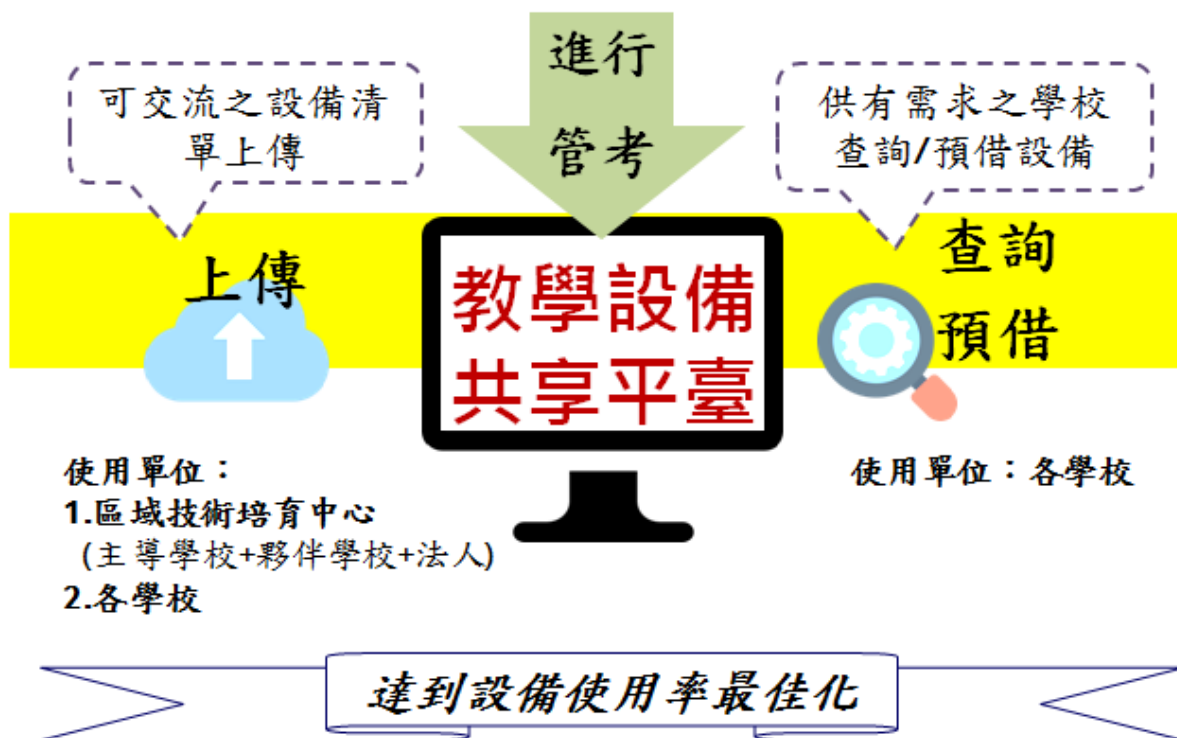 進行
管考
可交流之設備清
單上傳
供有需求之學校
查詢/預借設備
上傳
教學設備
共享平臺
查詢
預借
使用單位：
1.區域技術培育中心
(主導學校+夥伴學校+法人)
2.各學校
使用單位：各學校
達到設備使用率最佳化